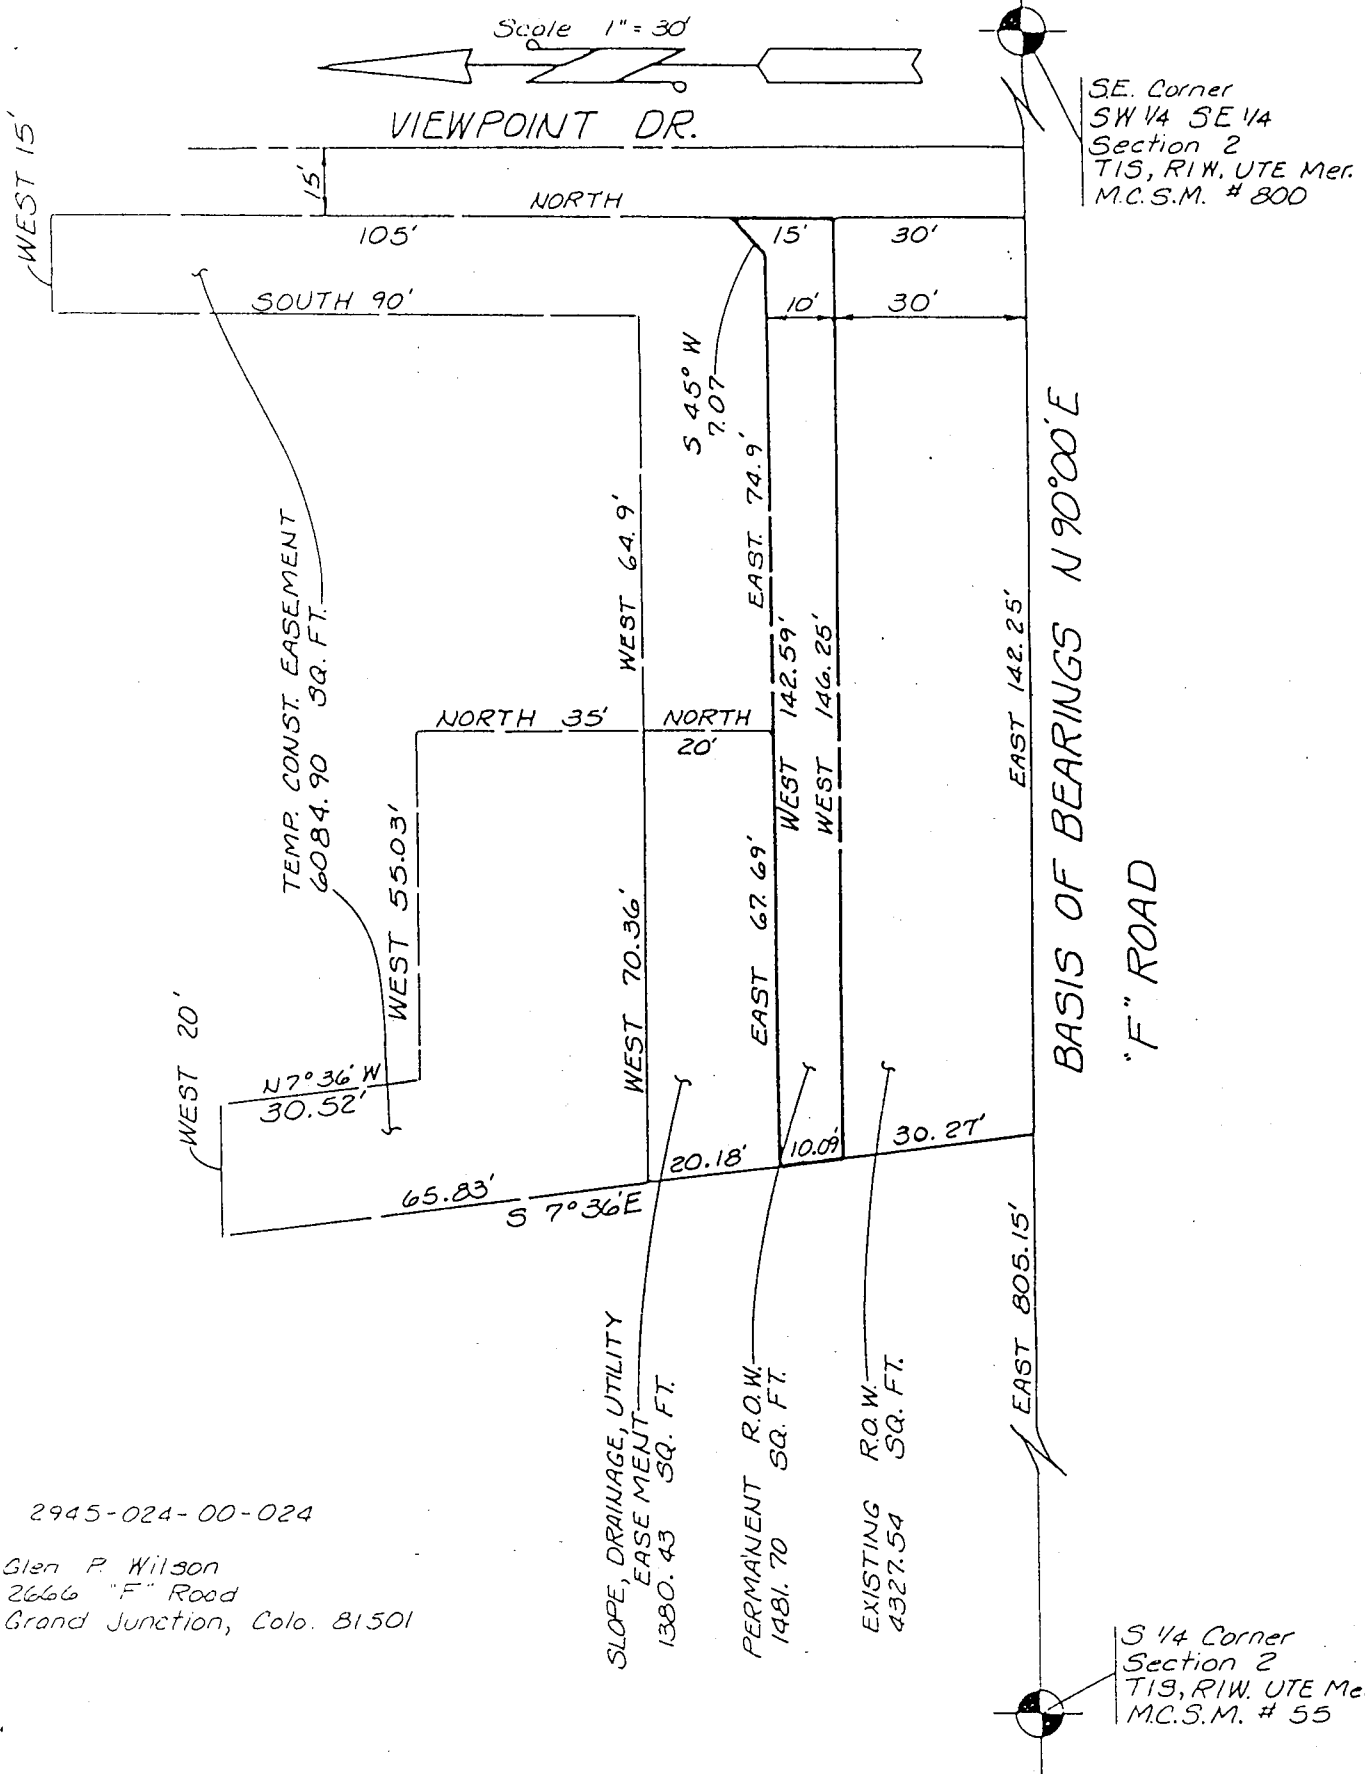 Scale 1" = 30'
VIEWPOINT DR.
S.E. Corner
SW 1/4 SE 1/4
Section 2
T1S, R1W. UTE Mer.
M.C.S.M. # 800
WEST 15'
15'
NORTH
105'
15'
30'
SOUTH 90'
10'
30'
S 45° W
7.07
EAST 74.9'
WEST 64.9'
TEMP. CONST. EASEMENT
6084.90 SQ. FT.
NORTH 35'
NORTH
20'
WEST 142.59'
WEST 146.25'
EAST 142.25'
BASIS OF BEARINGS N 90°00'E
"F" ROAD
WEST 55.03'
WEST 70.36'
EAST 67.69'
WEST 20'
N 7° 36' W
30.52'
65.83'
S 7° 36' E
20.18'
10.09'
30.27'
EAST 805.15'
SLOPE, DRAINAGE, UTILITY
EASEMENT
1380.43 SQ. FT.
PERMANENT R.O.W.
1481.70 SQ. FT.
EXISTING R.O.W.
4327.54 SQ. FT.
2945-024-00-024
Glen P. Wilson
2666 "F" Road
Grand Junction, Colo. 81501
S 1/4 Corner
Section 2
T1S, R1W. UTE Me
M.C.S.M. # 55